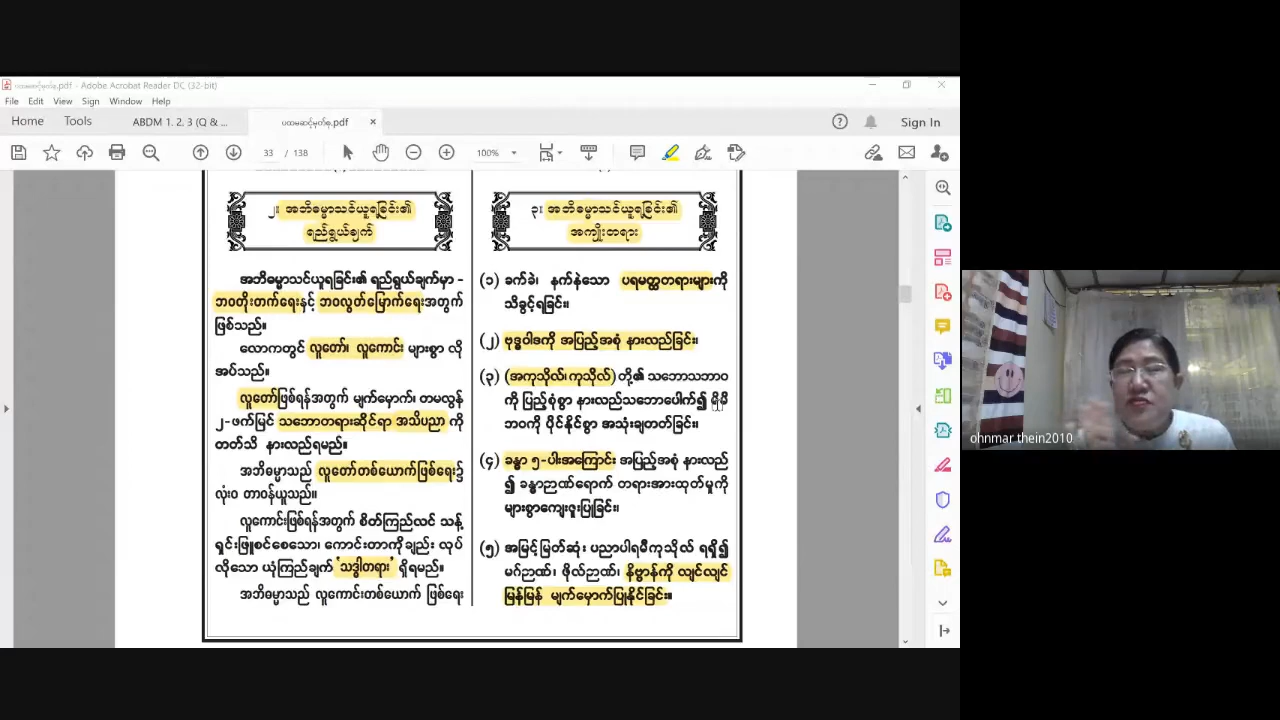 ပထမဆင့်မှတ်စု.pdf - Adobe Acrobat Reader DC (32-bit)
File Edit View Sign Window Help
Home Tools ABDM 1. 2. 3 (Q & ... ပထမဆင့်မှတ်စု.pdf × Sign In
33 / 138 100%
၂။ အဘိဓမ္မာသင်ယူရခြင်း၏
ရည်ရွယ်ချက်
အဘိဓမ္မာသင်ယူရခြင်း၏ ရည်ရွယ်ချက်မှာ -
ဘဝတိုးတက်ရေးနှင့် ဘဝလွတ်မြောက်ရေးအတွက်
ဖြစ်သည်။
လောကတွင် လူတော်၊ လူကောင်း များစွာ လို
အပ်သည်။
လူတော်ဖြစ်ရန်အတွက် မျက်မှောက်၊ တမလွန်
၂-ဖက်မြင် သဘောတရားဆိုင်ရာ အသိပညာ ကို
တတ်သိ နားလည်ရမည်။
အဘိဓမ္မာသည် လူတော်တစ်ယောက်ဖြစ်ရေး၌
လုံးဝ တာဝန်ယူသည်။
လူကောင်းဖြစ်ရန်အတွက် စိတ်ကြည်လင် သန့်
ရှင်းဖြူစင်စေသော၊ ကောင်းတာကိုချည်း လုပ်
လိုသော ယုံကြည်ချက် 'သဒ္ဓါတရား' ရှိရမည်။
အဘိဓမ္မာသည် လူကောင်းတစ်ယောက် ဖြစ်ရေး
၃။ အဘိဓမ္မာသင်ယူရခြင်း၏
အကျိုးတရား
(၁) ခက်ခဲ၊ နက်နဲသော ပရမတ္ထတရားများကို
သိခွင့်ရခြင်း။
(၂) ဗုဒ္ဓဝါဒကို အပြည့်အစုံ နားလည်ခြင်း၊
(၃) (အကုသိုလ်၊ကုသိုလ်)တို့၏ သဘောသဘာဝ
ကို ပြည့်စုံစွာ နားလည်သဘောပေါက်၍ မိမိ
ဘဝကို ပိုင်နိုင်စွာ အသုံးချတတ်ခြင်း၊
(၄) ခန္ဓာ ၅-ပါးအကြောင်း အပြည့်အစုံ နားလည်
၍ ခန္ဓာဉာဏ်ရောက် တရားအားထုတ်မှုကို
များစွာကျေးဇူးပြုခြင်း၊
(၅) အမြင့်မြတ်ဆုံး ပညာပါရမီကုသိုလ် ရရှိ၍
မဂ်ဉာဏ်၊ ဖိုလ်ဉာဏ်၊ နိဗ္ဗာန်ကို လျင်လျင်
မြန်မြန် မျက်မှောက်ပြုနိုင်ခြင်း။
ohnmar thein2010